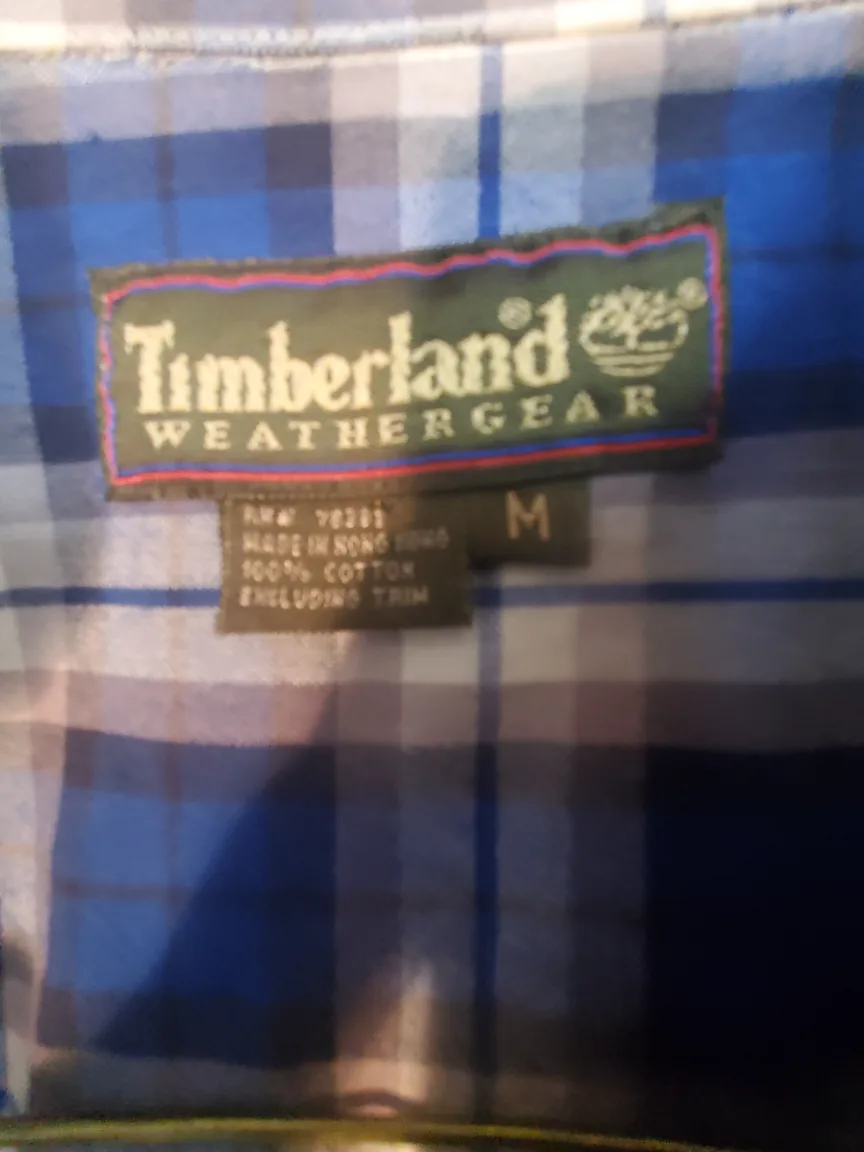 Timberland®
WEATHERGEAR
M
MADE IN HONG KONG
100% COTTON
EXCLUDING TRIM